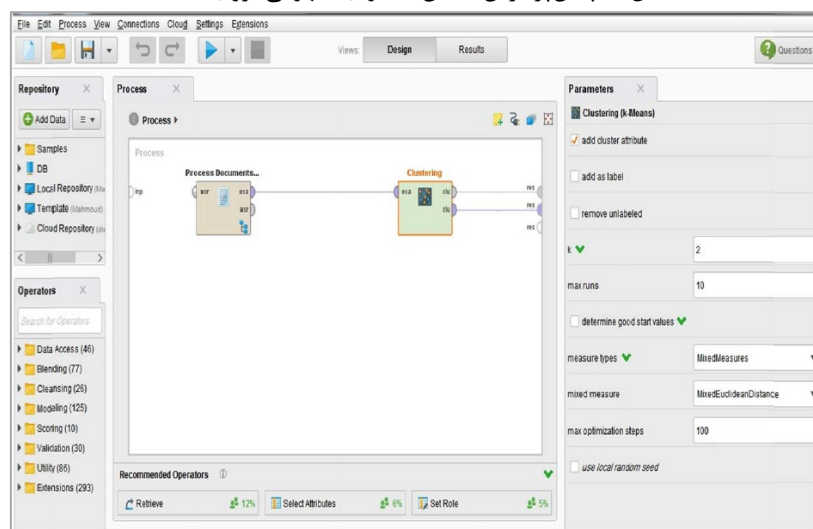 File Edit Process View Connections Cloud Settings Extensions
Views: Design Results
Questions
Repository
Add Data
Samples
DB
Local Repository
Template (Mahmoud)
Cloud Repository
Operators
Search for Operators
Data Access (46)
Blending (77)
Cleansing (26)
Modeling (125)
Scoring (10)
Validation (30)
Utility (86)
Extensions (293)
Process
Process
Process
inp
Process Documents...
wor exa
wor
Clustering
exa clu
clu
res
res
res
Recommended Operators
Retrieve 12%
Select Attributes 6%
Set Role 5%
Parameters
Clustering (k-Means)
add cluster attribute
add as label
remove unlabeled
k 2
max runs 10
determine good start values
measure types MixedMeasures
mixed measure MixedEuclideanDistance
max optimization steps 100
use local random seed